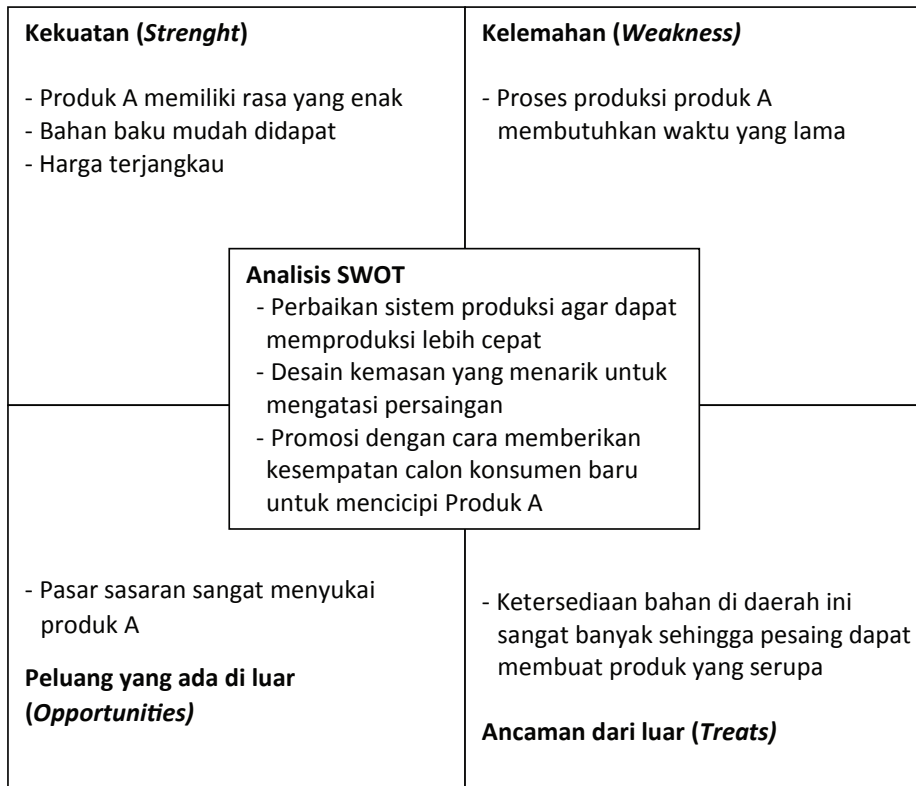 Kekuatan (Strenght)
- Produk A memiliki rasa yang enak
- Bahan baku mudah didapat
- Harga terjangkau
Kelemahan (Weakness)
- Proses produksi produk A
membutuhkan waktu yang lama
Analisis SWOT
- Perbaikan sistem produksi agar dapat
memproduksi lebih cepat
- Desain kemasan yang menarik untuk
mengatasi persaingan
- Promosi dengan cara memberikan
kesempatan calon konsumen baru
untuk mencicipi Produk A
- Pasar sasaran sangat menyukai
produk A
Peluang yang ada di luar
(Opportunities)
- Ketersediaan bahan di daerah ini
sangat banyak sehingga pesaing dapat
membuat produk yang serupa
Ancaman dari luar (Treats)